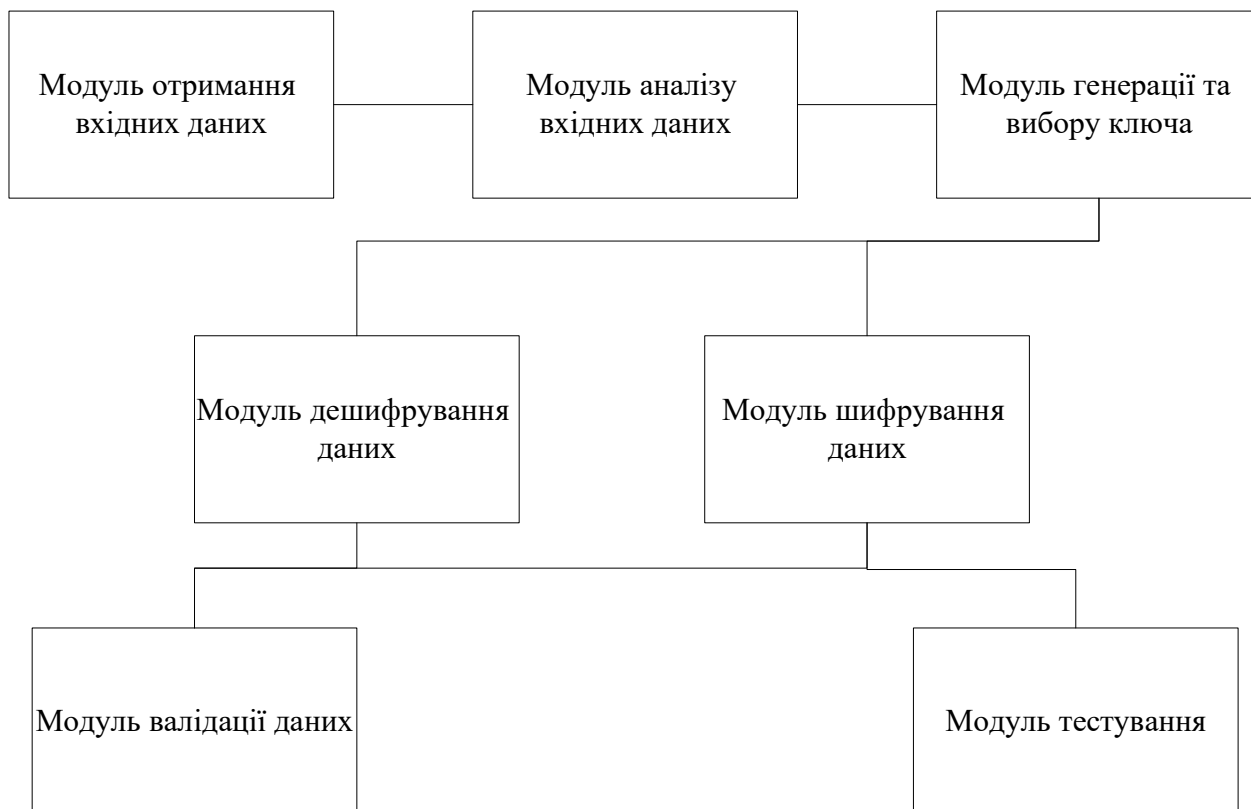 Модуль отримання
вхідних даних
Модуль аналізу
вхідних даних
Модуль генерації та
вибору ключа
Модуль дешифрування
даних
Модуль шифрування
даних
Модуль валідації даних
Модуль тестування